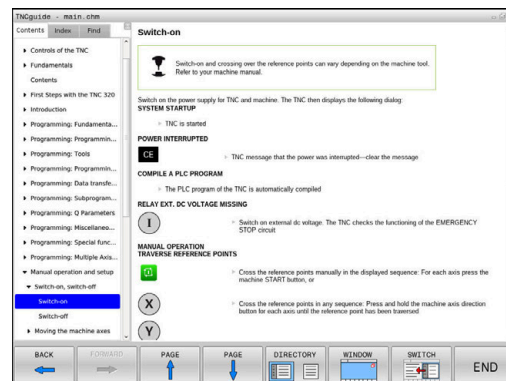 TNCguide - main.chm
Contents Index Find
Controls of the TNC
Fundamentals
Contents
First Steps with the TNC 320
Introduction
Programming: Fundamenta...
Programming: Programmin...
Programming: Tools
Programming: Programmin...
Programming: Data transfe...
Programming: Subprogram...
Programming: Q Parameters
Programming: Miscellaneo...
Programming: Special func...
Programming: Multiple Axis...
Manual operation and setup
Switch-on, switch-off
Switch-on
Switch-off
Moving the machine axes
Switch-on
Switch-on and crossing over the reference points can vary depending on the machine tool.
Refer to your machine manual.
Switch on the power supply for TNC and machine. The TNC then displays the following dialog:
SYSTEM STARTUP
TNC is started
POWER INTERRUPTED
CE
TNC message that the power was interrupted—clear the message
COMPILE A PLC PROGRAM
The PLC program of the TNC is automatically compiled
RELAY EXT. DC VOLTAGE MISSING
I
Switch on external dc voltage. The TNC checks the functioning of the EMERGENCY
STOP circuit
MANUAL OPERATION
TRAVERSE REFERENCE POINTS
Cross the reference points manually in the displayed sequence: For each axis press the
machine START button, or
X
Cross the reference points in any sequence: Press and hold the machine axis direction
button for each axis until the reference point has been traversed
Y
BACK FORWARD PAGE PAGE DIRECTORY WINDOW SWITCH END